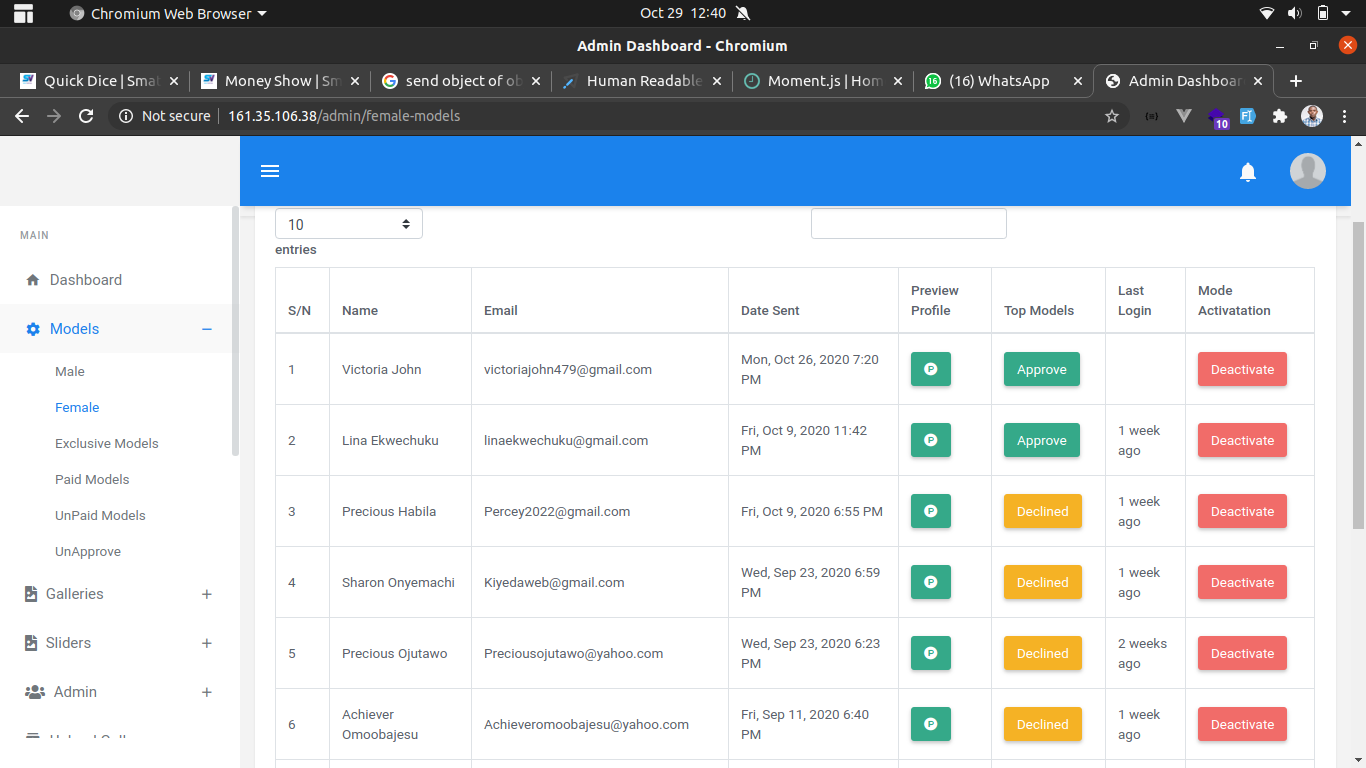 Chromium Web Browser
Oct 29 12:40
Admin Dashboard - Chromium
Quick Dice | Sma
Money Show | Sm
send object of ob
Human Readable
Moment.js | Hom
(16) WhatsApp
Admin Dashboar
Not secure
161.35.106.38/admin/female-models
10
MAIN
Dashboard
Models
Male
Female
Exclusive Models
Paid Models
UnPaid Models
UnApprove
Galleries
Sliders
Admin
10
entries
S/N Name Email Date Sent Preview Profile Top Models Last Login Mode Activatation
1 Victoria John victoriajohn479@gmail.com Mon, Oct 26, 2020 7:20 PM P Approve Deactivate
2 Lina Ekwechuku linaekwechuku@gmail.com Fri, Oct 9, 2020 11:42 PM P Approve 1 week ago Deactivate
3 Precious Habila Percey2022@gmail.com Fri, Oct 9, 2020 6:55 PM P Declined 1 week ago Deactivate
4 Sharon Onyemachi Kiyedaweb@gmail.com Wed, Sep 23, 2020 6:59 PM P Declined 1 week ago Deactivate
5 Precious Ojutawo Preciousojutawo@yahoo.com Wed, Sep 23, 2020 6:23 PM P Declined 2 weeks ago Deactivate
6 Achiever Omoobajesu Achieveromoobajesu@yahoo.com Fri, Sep 11, 2020 6:40 PM P Declined 1 week ago Deactivate